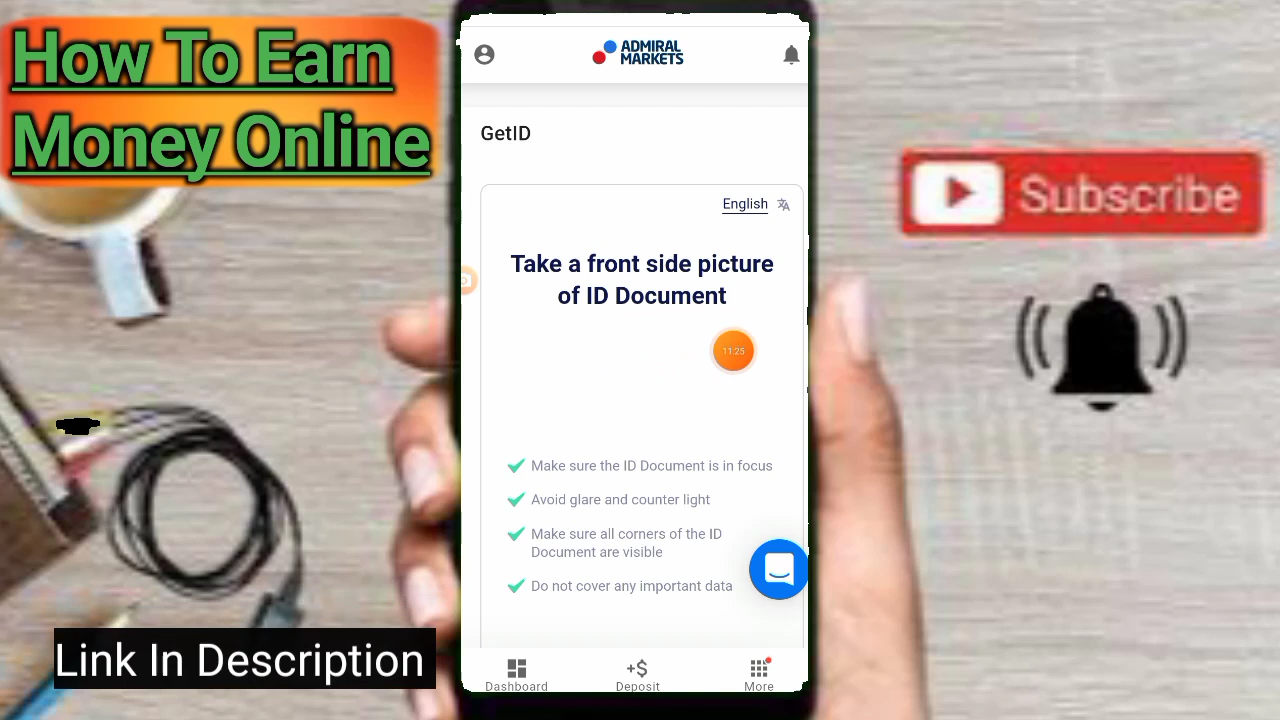 How To Earn
Money Online
ADMIRAL
MARKETS
GetID
English
Take a front side picture
of ID Document
11:25
Make sure the ID Document is in focus
Avoid glare and counter light
Make sure all corners of the ID
Document are visible
Do not cover any important data
Dashboard
+$
Deposit
More
Subscribe
Link In Description